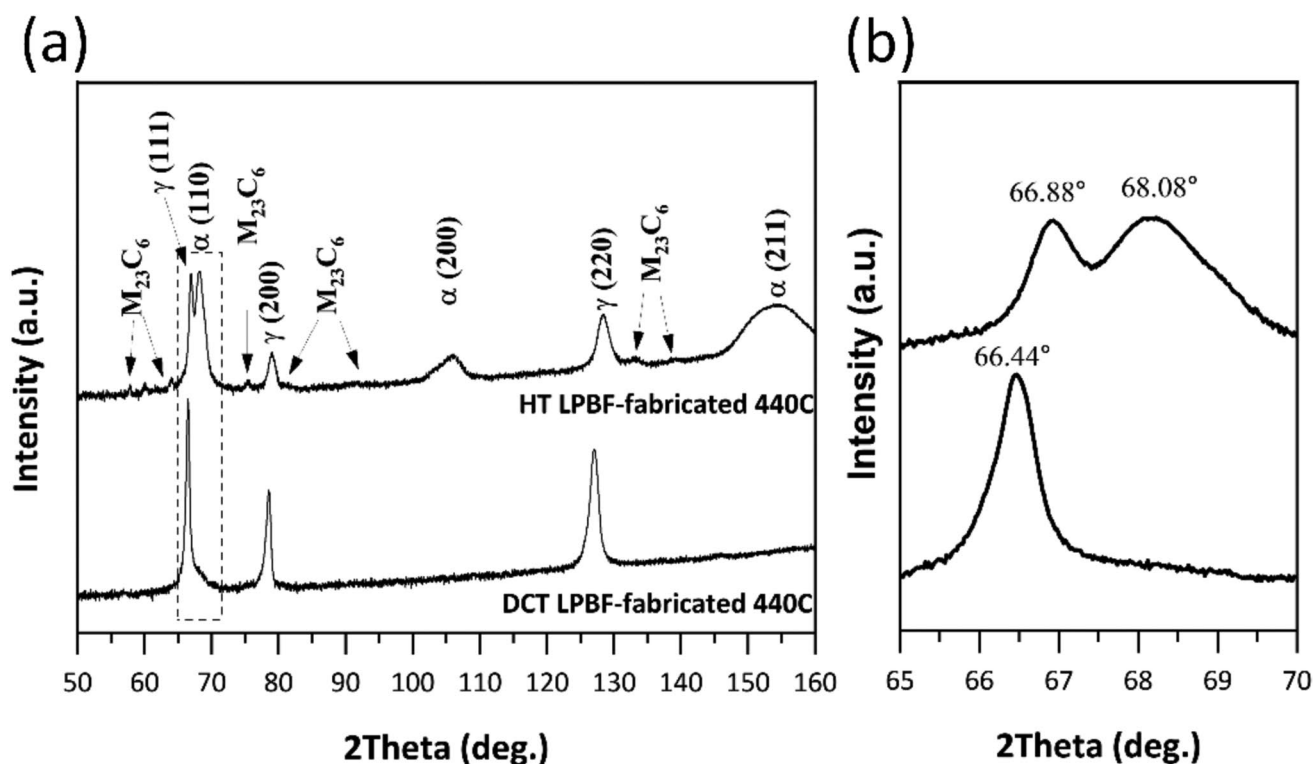 (a)
Intensity (a.u.)
M₂₃C₆
γ (111)
α (110)
M₂₃C₆
γ (200)
M₂₃C₆
α (200)
γ (220)
M₂₃C₆
α (211)
HT LPBF-fabricated 440C
DCT LPBF-fabricated 440C
50 60 70 80 90 100 110 120 130 140 150 160
2Theta (deg.)
(b)
Intensity (a.u.)
66.88°
68.08°
66.44°
65 66 67 68 69 70
2Theta (deg.)